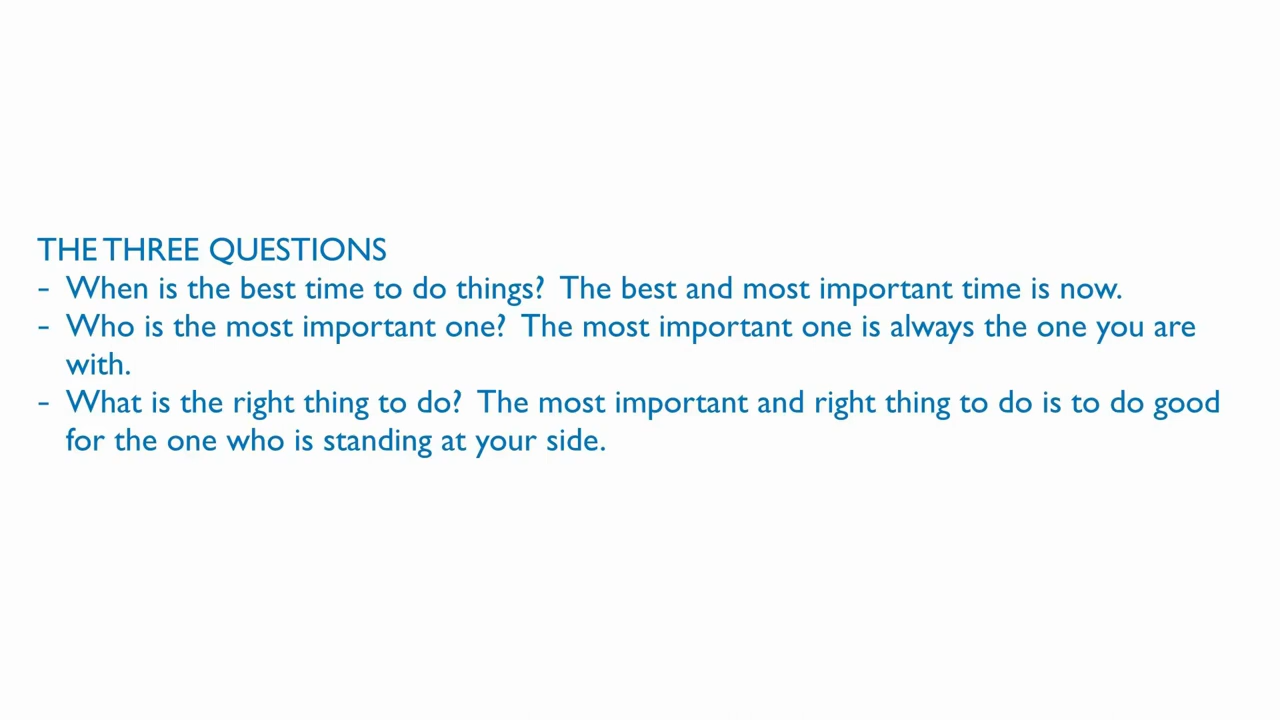 THE THREE QUESTIONS
- When is the best time to do things?  The best and most important time is now.
- Who is the most important one?  The most important one is always the one you are
with.
- What is the right thing to do?  The most important and right thing to do is to do good
for the one who is standing at your side.